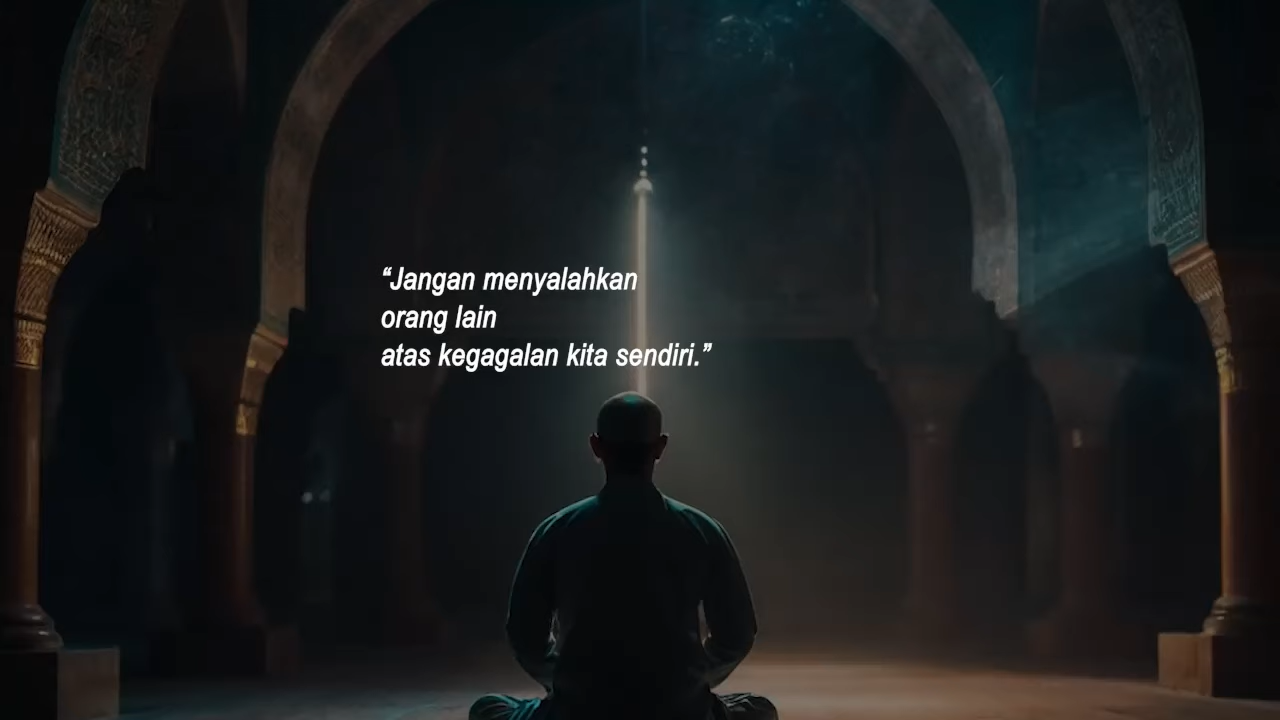 “Jangan menyalahkan
orang lain
atas kegagalan kita sendiri.”